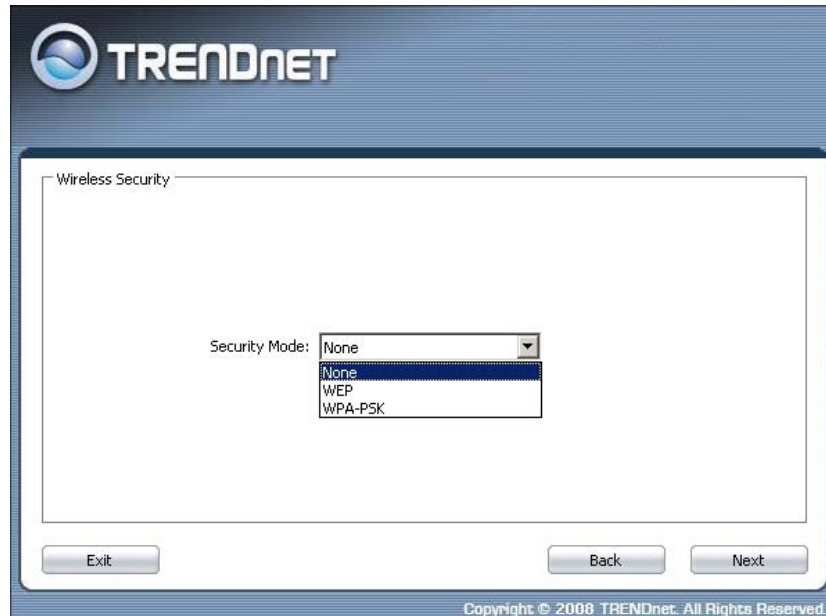 TRENDNET
Wireless Security
Security Mode: None
None
WEP
WPA-PSK
Exit
Back
Next
Copyright © 2008 TRENDnet. All Rights Reserved